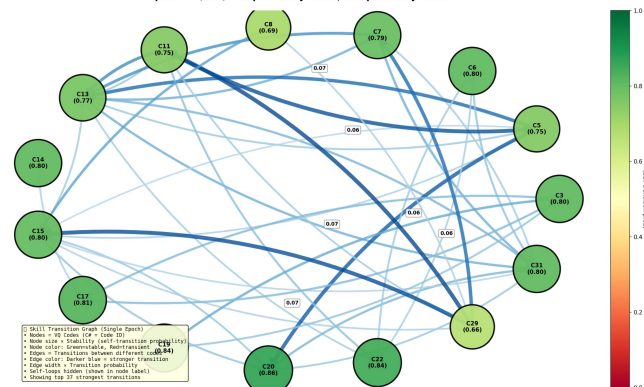 C8
(0.69)
C7
(0.79)
C11
(0.75)
C6
(0.80)
C13
(0.77)
C5
(0.75)
C14
(0.80)
C3
(0.80)
C15
(0.80)
C31
(0.80)
C17
(0.81)
C29
(0.66)
C19
(0.84)
C20
(0.86)
C22
(0.84)
0.07
0.06
0.07
0.06
0.06
0.07
Skill Transition Graph (Single Epoch)
• Nodes = VQ Codes (C# = Code ID)
• Node size ∝ Stability (self-transition probability)
• Node color: Green=stable, Red=transient
• Edges = Transitions between different codes
• Edge color: Darker blue = stronger transition
• Edge width ∝ Transition probability
• Self-loops hidden (shown in node label)
• Showing top 37 strongest transitions
1.0
0.8
0.6
0.4
0.2
0.0